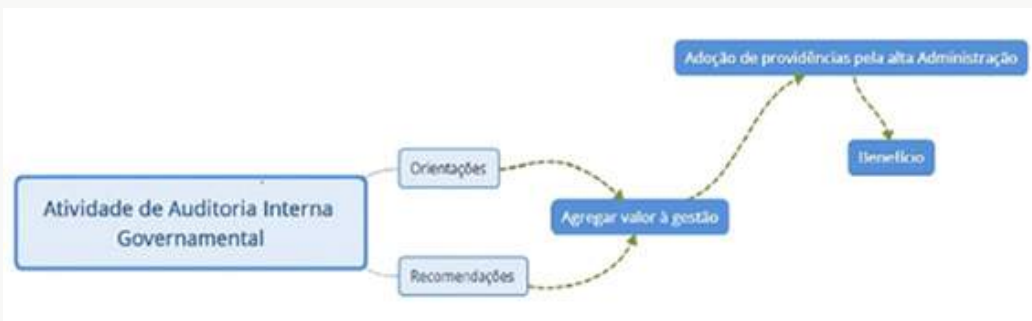 Adoção de providências pela alta Administração
Benefício
Orientações
Atividade de Auditoria Interna
Governamental
Agregar valor à gestão
Recomendações